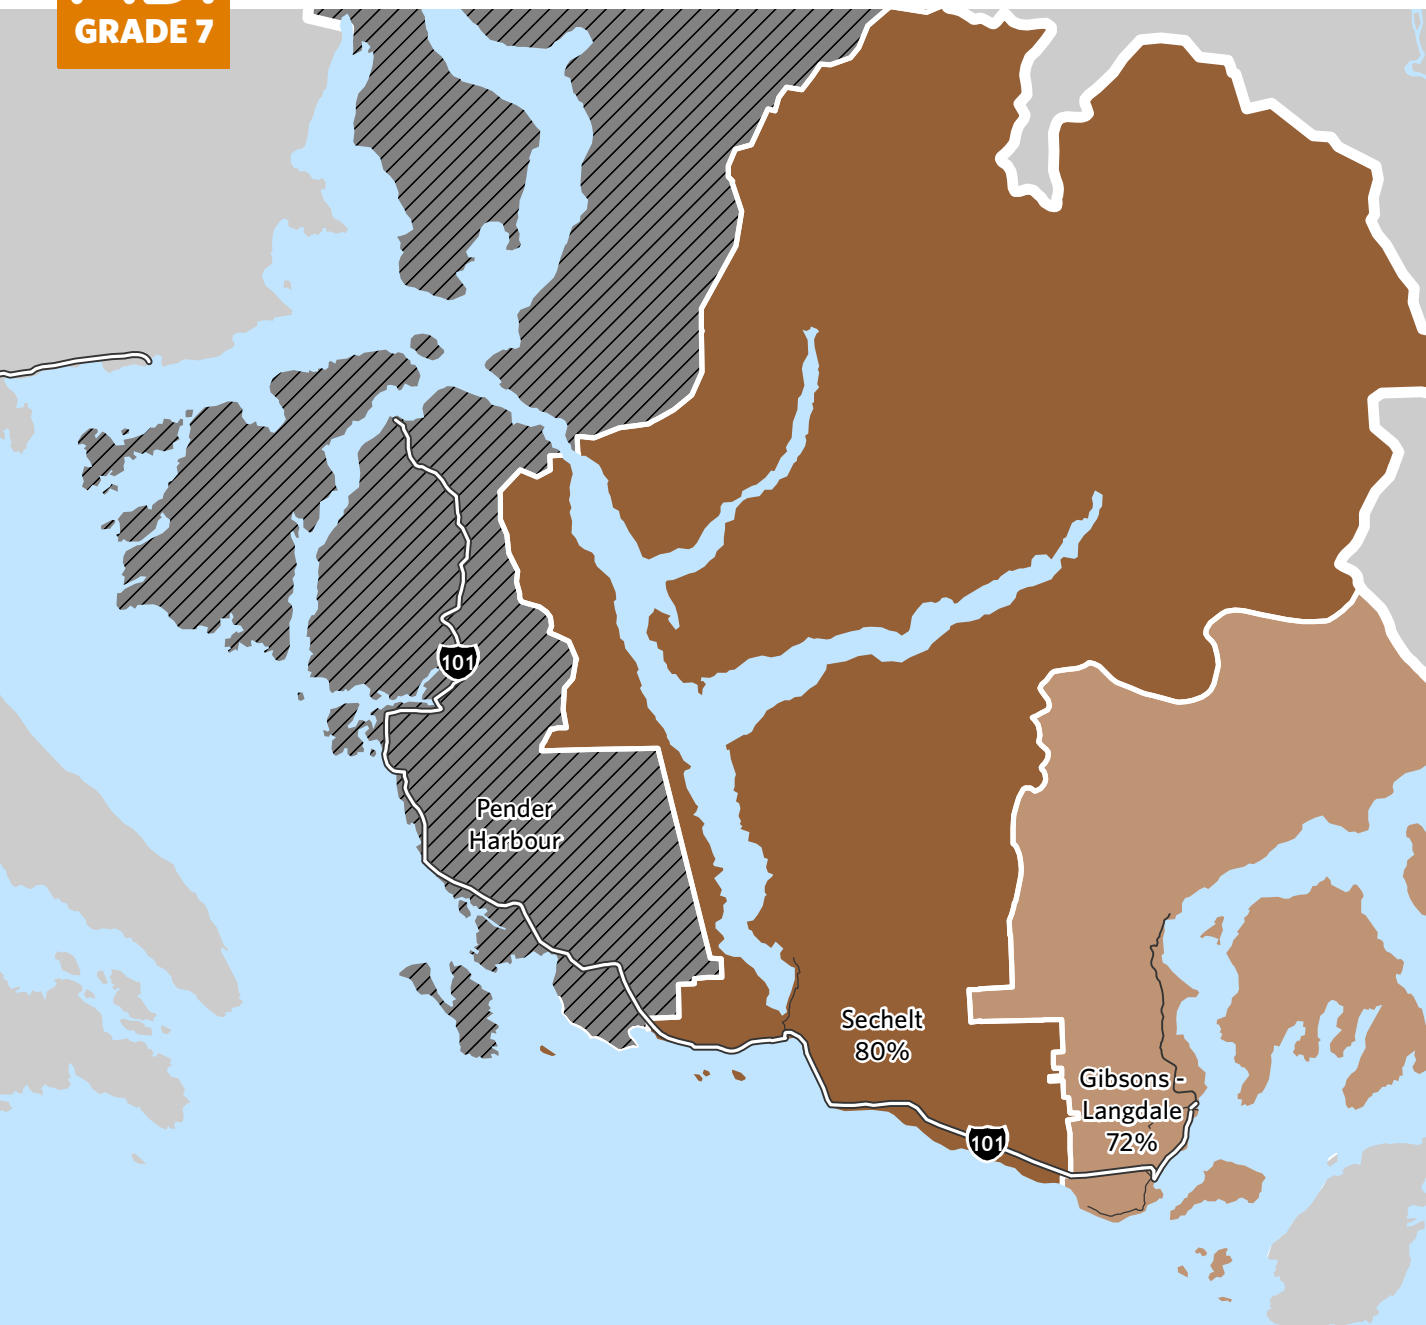 GRADE 7
101
Pender
Harbour
Sechelt
80%
Gibsons -
Langdale
72%
101